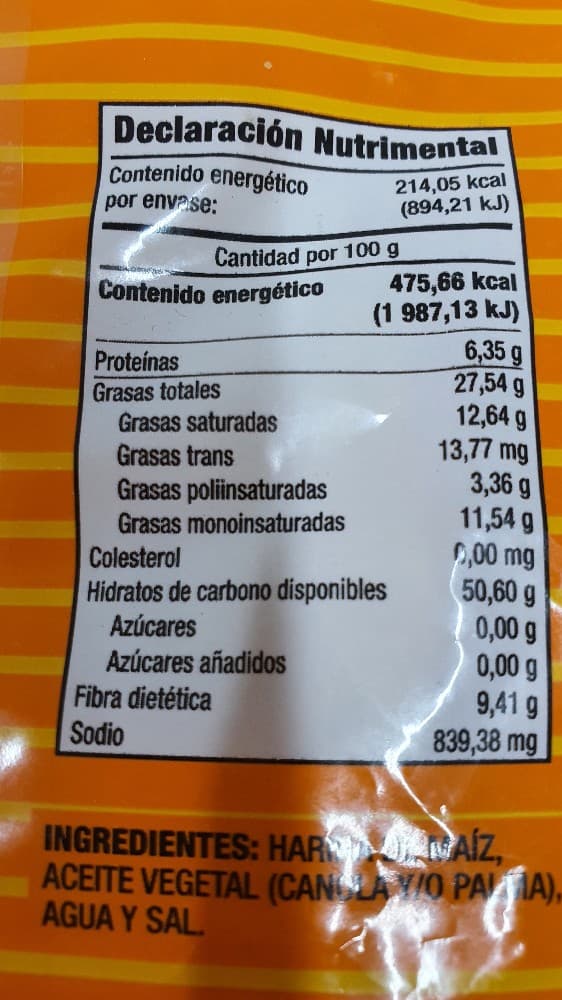 Declaración Nutrimental
Contenido energético
por envase:
214,05 kcal
(894,21 kJ)
Cantidad por 100 g
Contenido energético 475,66 kcal
(1 987,13 kJ)
Proteínas 6,35 g
Grasas totales 27,54 g
Grasas saturadas 12,64 g
Grasas trans 13,77 mg
Grasas poliinsaturadas 3,36 g
Grasas monoinsaturadas 11,54 g
Colesterol 0,00 mg
Hidratos de carbono disponibles 50,60 g
Azúcares 0,00 g
Azúcares añadidos 0,00 g
Fibra dietética 9,41 g
Sodio 839,38 mg
INGREDIENTES: HARINA DE MAÍZ,
ACEITE VEGETAL (CANOLA Y/O PALMA),
AGUA Y SAL.